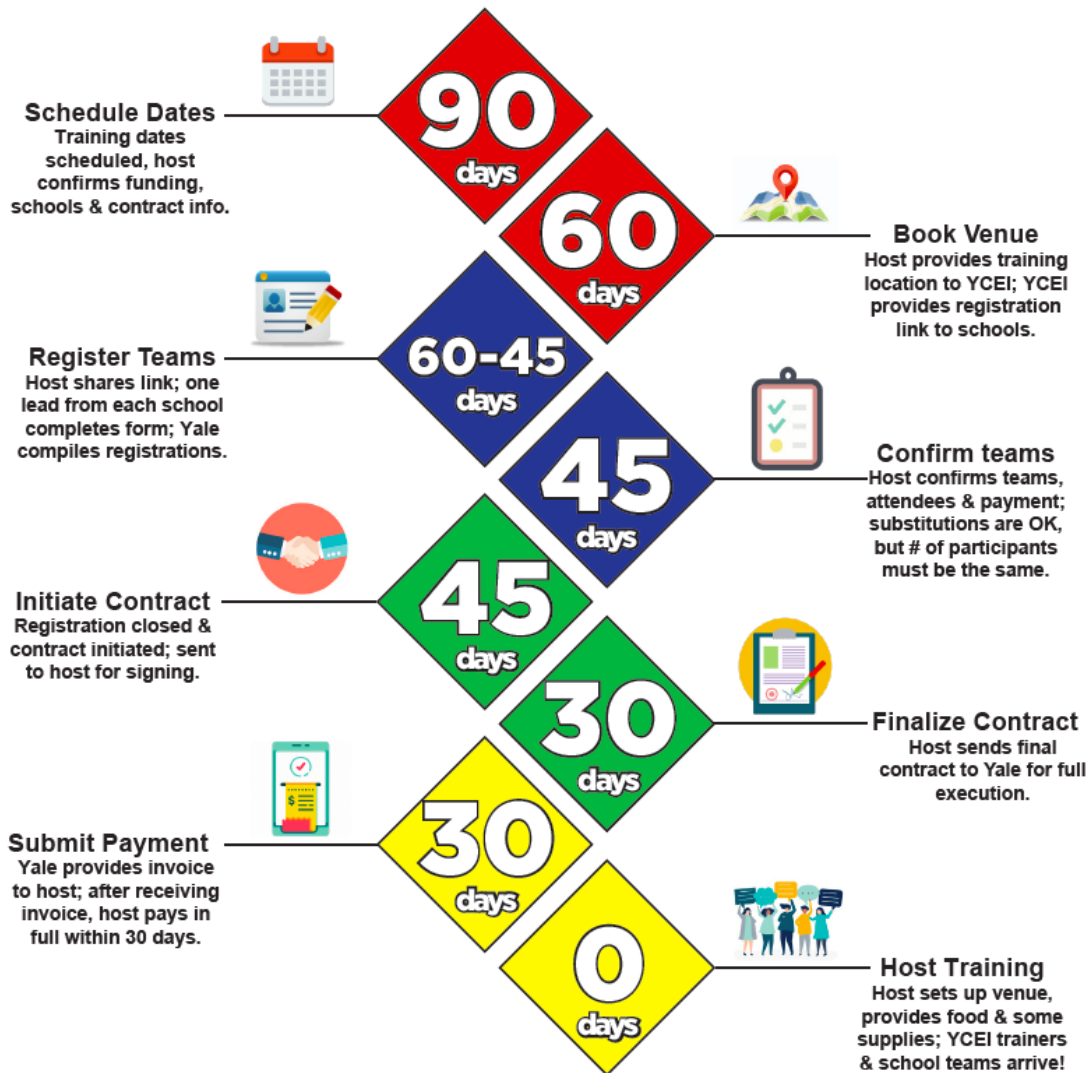 90
days
Schedule Dates
Training dates
scheduled, host
confirms funding,
schools & contract info.
60
days
Book Venue
Host provides training
location to YCEI; YCEI
provides registration
link to schools.
60-45
days
Register Teams
Host shares link; one
lead from each school
completes form; Yale
compiles registrations.
45
days
Confirm teams
Host confirms teams,
attendees & payment;
substitutions are OK,
but # of participants
must be the same.
45
days
Initiate Contract
Registration closed &
contract initiated; sent
to host for signing.
30
days
Finalize Contract
Host sends final
contract to Yale for full
execution.
30
days
Submit Payment
Yale provides invoice
to host; after receiving
invoice, host pays in
full within 30 days.
$
0
days
Host Training
Host sets up venue,
provides food & some
supplies; YCEI trainers
& school teams arrive!